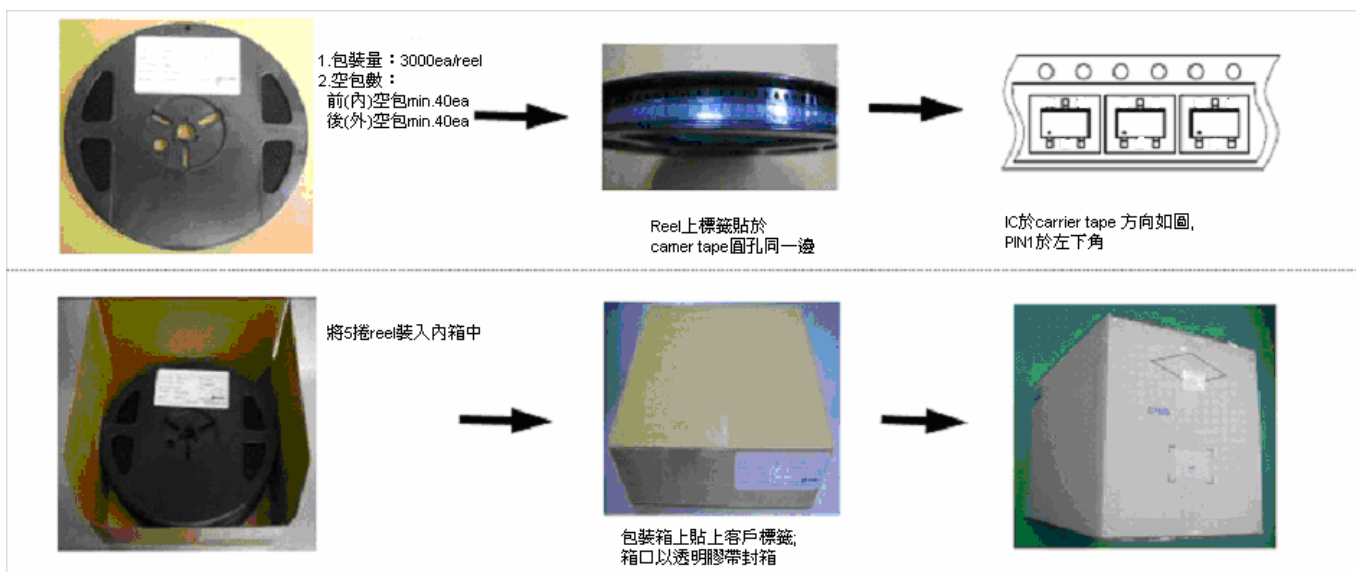 1.包裝量：3000ea/reel
2.空包數：
前(內)空包min.40ea
後(外)空包min.40ea
Reel上標籤貼於
carrier tape圓孔同一邊
IC於carrier tape 方向如圖,
PIN1於左下角
將5捲reel裝入內箱中
包裝箱上貼上客戶標籤;
箱口以透明膠帶封箱